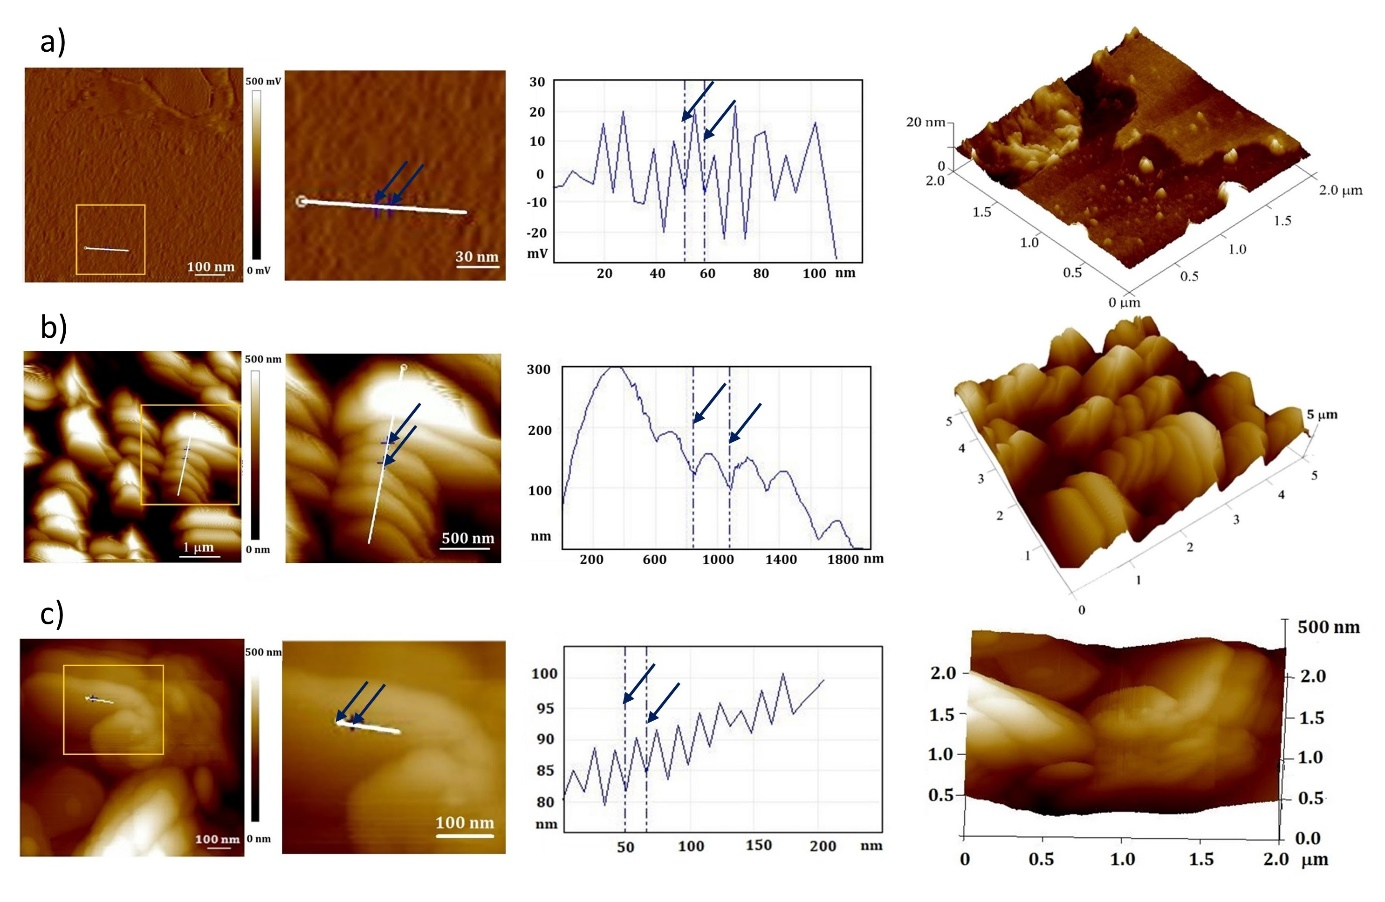 a)
500 mV
0 mV
100 nm
30 nm
30
20
10
0
-10
-20
mV
20 40 60 80 100 nm
20 nm
0
2.0
1.5
1.0
0.5
0 µm
0.5
1.0
1.5
2.0 µm
b)
500 nm
0 nm
1 µm
500 nm
300
200
100
nm
200 600 1000 1400 1800 nm
5
4
3
2
1
0
1
2
3
4
5
5 µm
c)
500 nm
0 nm
100 nm
100 nm
100
95
90
85
80
nm
50 100 150 200 nm
2.0
1.5
1.0
0.5
500 nm
2.0
1.5
1.0
0.5
0.0
0 0.5 1.0 1.5 2.0 µm